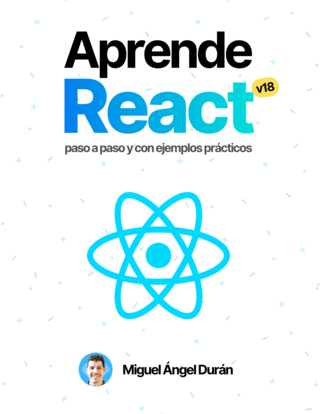 Aprende
React
v18
paso a paso y con ejemplos prácticos
Miguel Ángel Durán